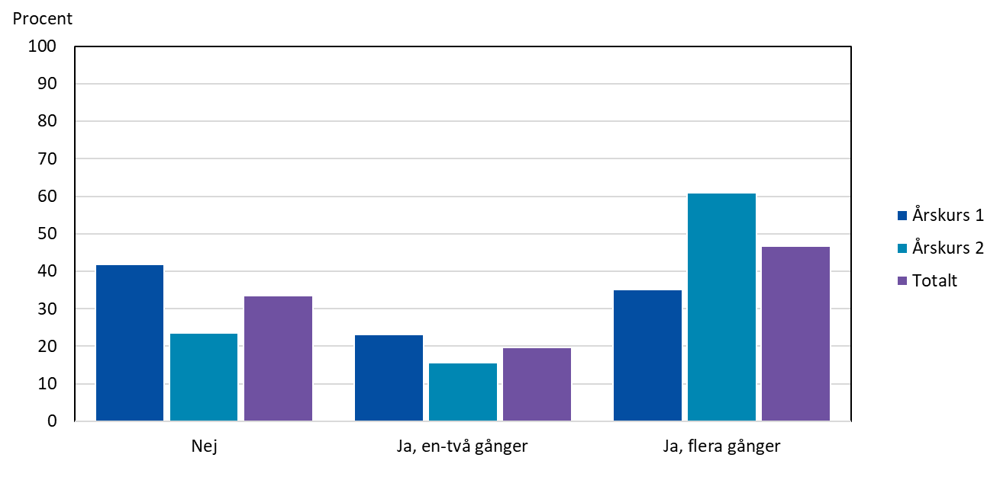 Procent
100
90
80
70
60
50
40
30
20
10
0
Nej
Ja, en-två gånger
Ja, flera gånger
Årskurs 1
Årskurs 2
Totalt